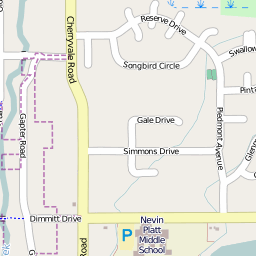 Reserve Drive
Cherryvale Road
Swallow
Songbird Circle
Gapter Road
Gale Drive
Piedmont Avenue
Simmons Drive
Dimmitt Drive
Nevin
Platt
Middle
School
P